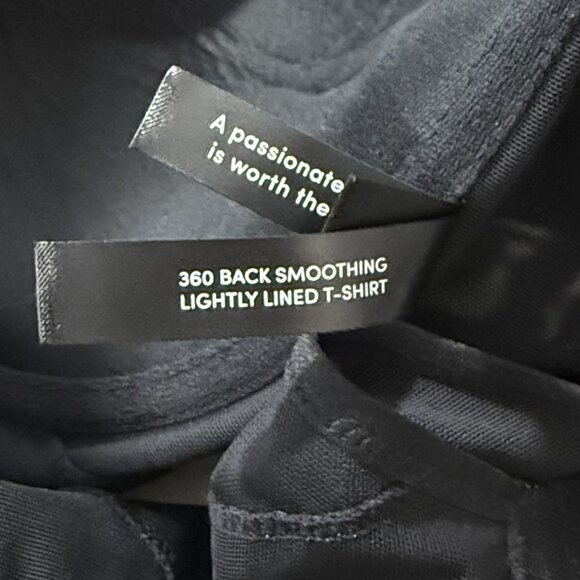 A passionate
is worth the
360 BACK SMOOTHING
LIGHTLY LINED T-SHIRT